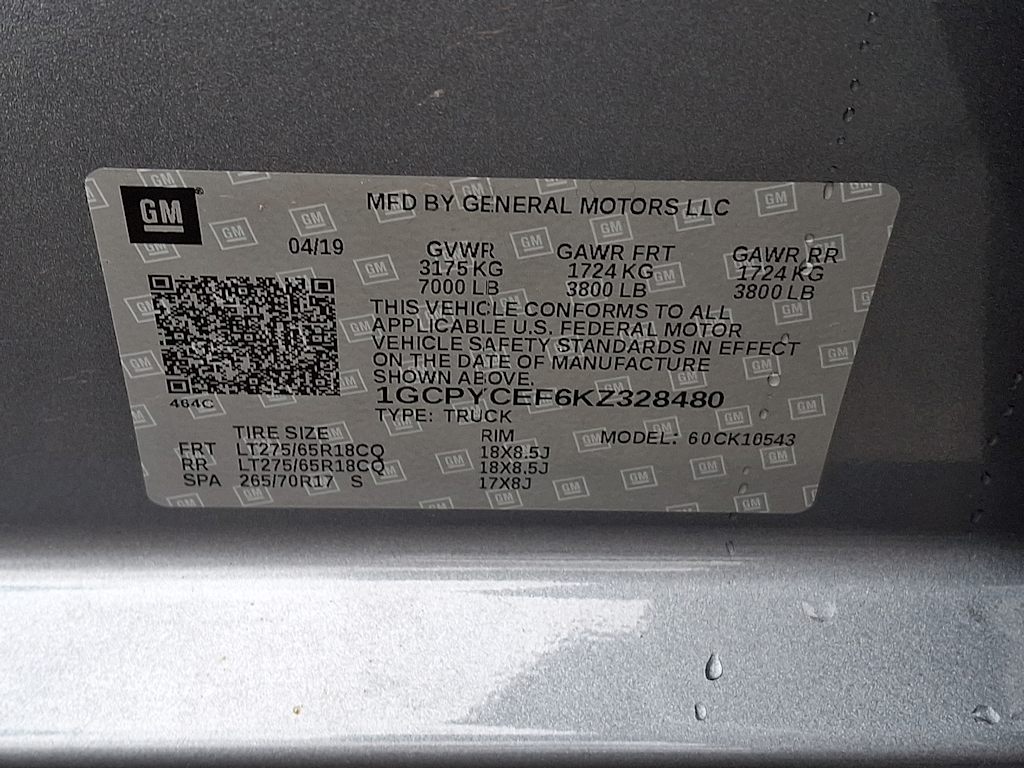 GM
MFD BY GENERAL MOTORS LLC
04/19 GVWR GAWR FRT GAWR RR
3175 KG 1724 KG 1724 KG
7000 LB 3800 LB 3800 LB
THIS VEHICLE CONFORMS TO ALL
APPLICABLE U.S. FEDERAL MOTOR
VEHICLE SAFETY STANDARDS IN EFFECT
ON THE DATE OF MANUFACTURE
SHOWN ABOVE.
464C
1GCPYCEF6KZ328480
TYPE: TRUCK
TIRE SIZE RIM MODEL: 60CK10543
FRT LT275/65R18CQ 18X8.5J
RR LT275/65R18CQ 18X8.5J
SPA 265/70R17 S 17X8J